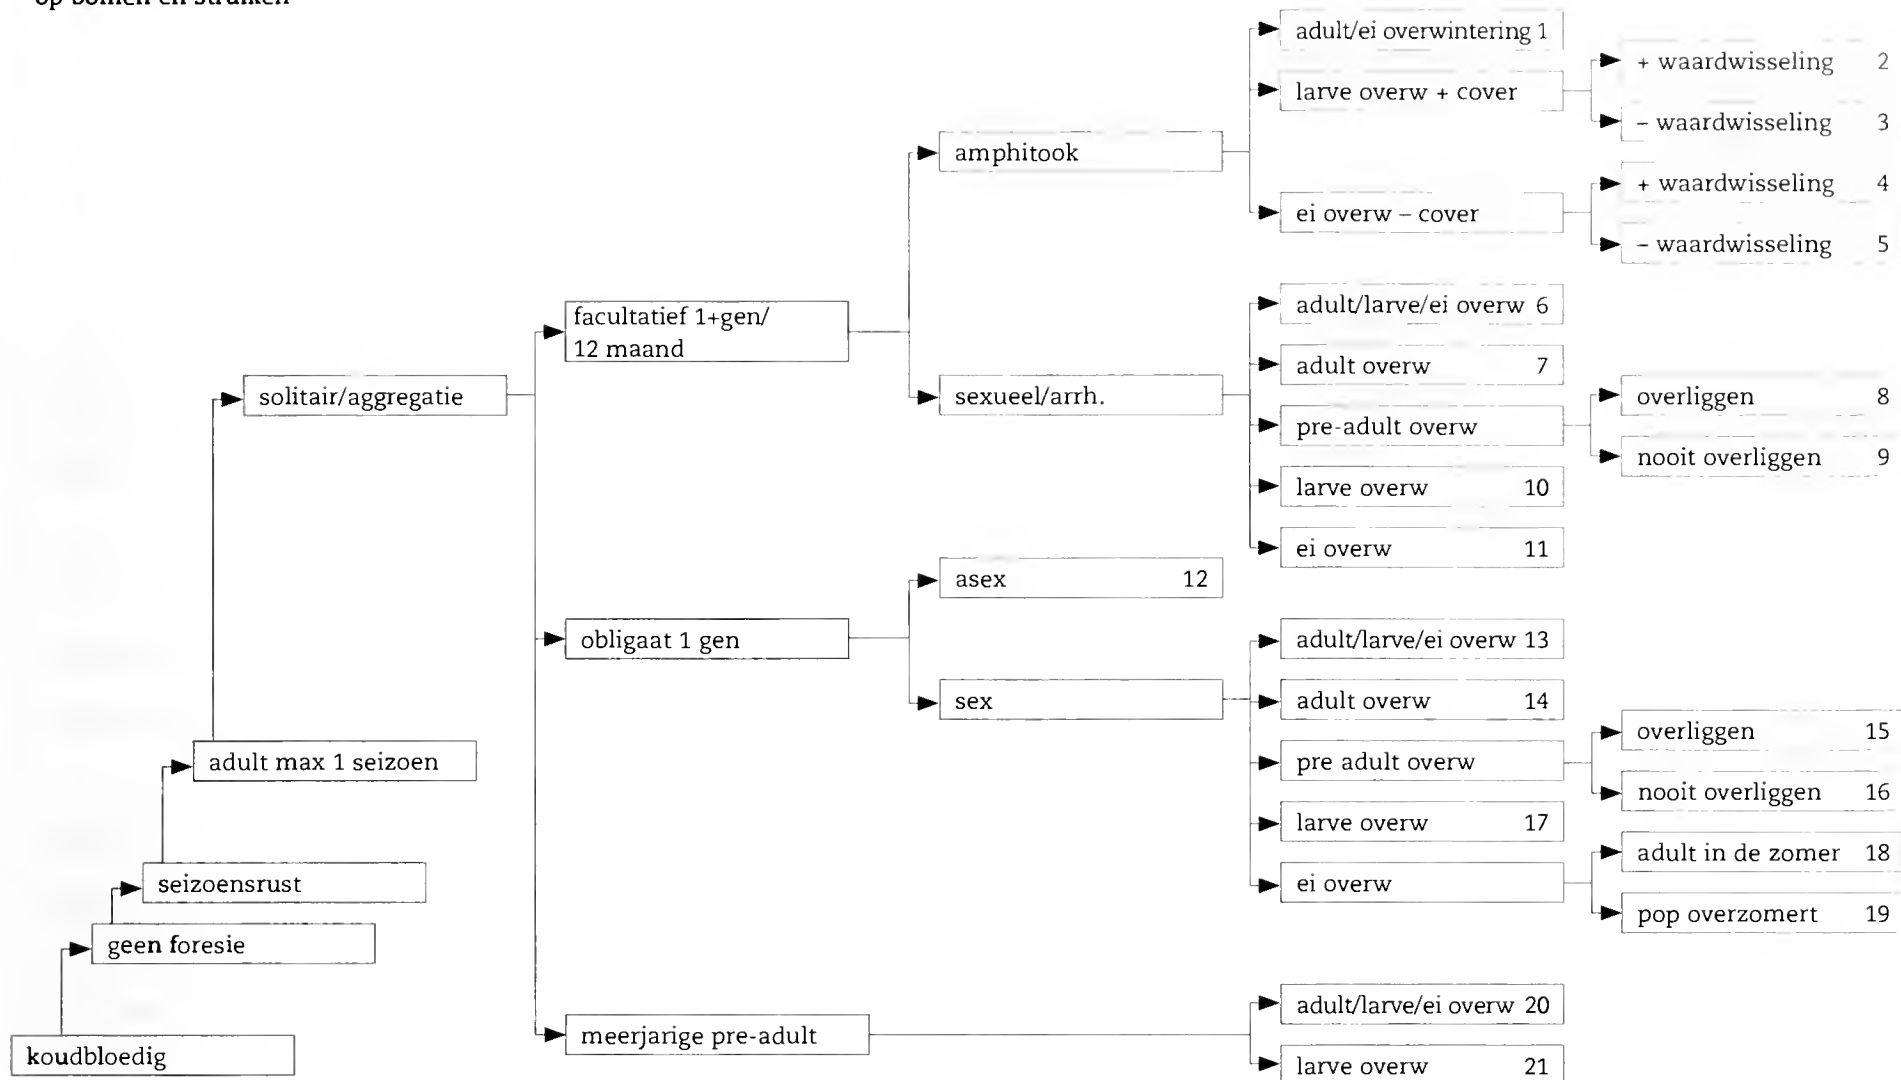 op bomen en struiken
adult/ei overwintering 1
+ waardwisseling 2
larve overw + cover
– waardwisseling 3
amphitook
+ waardwisseling 4
ei overw – cover
– waardwisseling 5
facultatief 1+gen/
12 maand
adult/larve/ei overw 6
adult overw 7
solitair/aggregatie
sexueel/arrh.
overliggen 8
pre-adult overw
nooit overliggen 9
larve overw 10
ei overw 11
asex 12
obligaat 1 gen
adult/larve/ei overw 13
sex
adult overw 14
overliggen 15
adult max 1 seizoen
pre adult overw
nooit overliggen 16
larve overw 17
adult in de zomer 18
seizoensrust
ei overw
pop overzomert 19
geen foresie
adult/larve/ei overw 20
meerjarige pre-adult
koudbloedig
larve overw 21